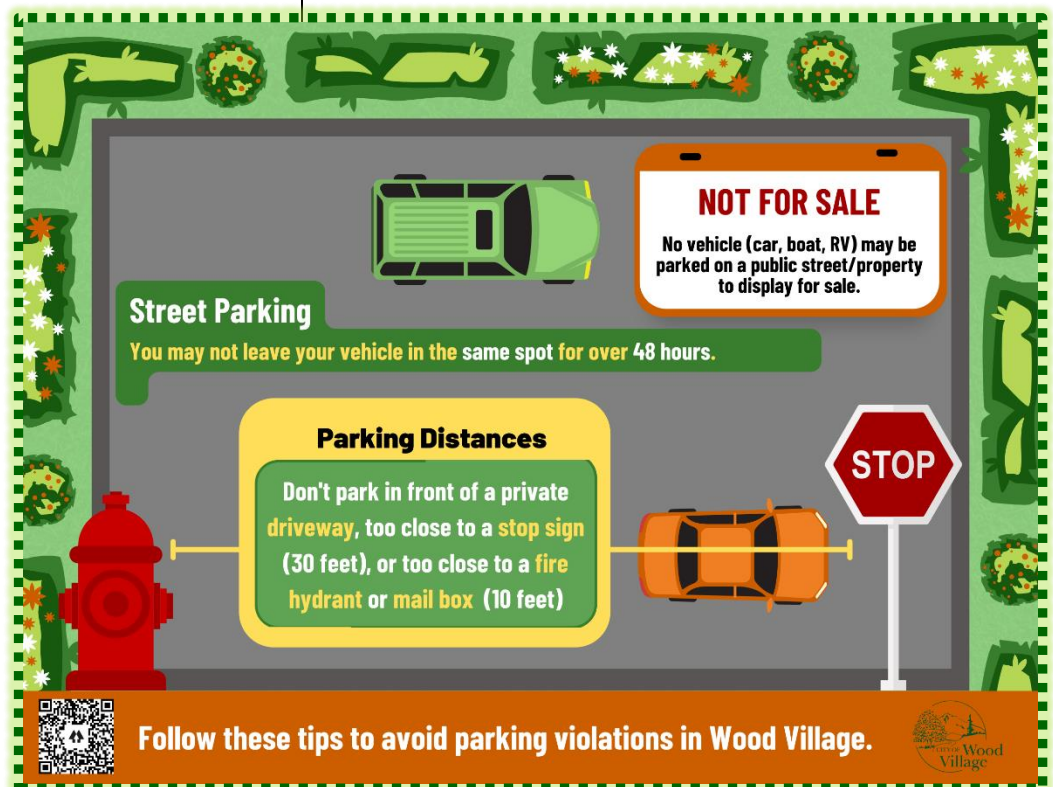 NOT FOR SALE
No vehicle (car, boat, RV) may be
parked on a public street/property
to display for sale.
Street Parking
You may not leave your vehicle in the same spot for over 48 hours.
Parking Distances
Don't park in front of a private
driveway, too close to a stop sign
(30 feet), or too close to a fire
hydrant or mail box (10 feet)
STOP
Follow these tips to avoid parking violations in Wood Village.
CITY OF Wood
Village